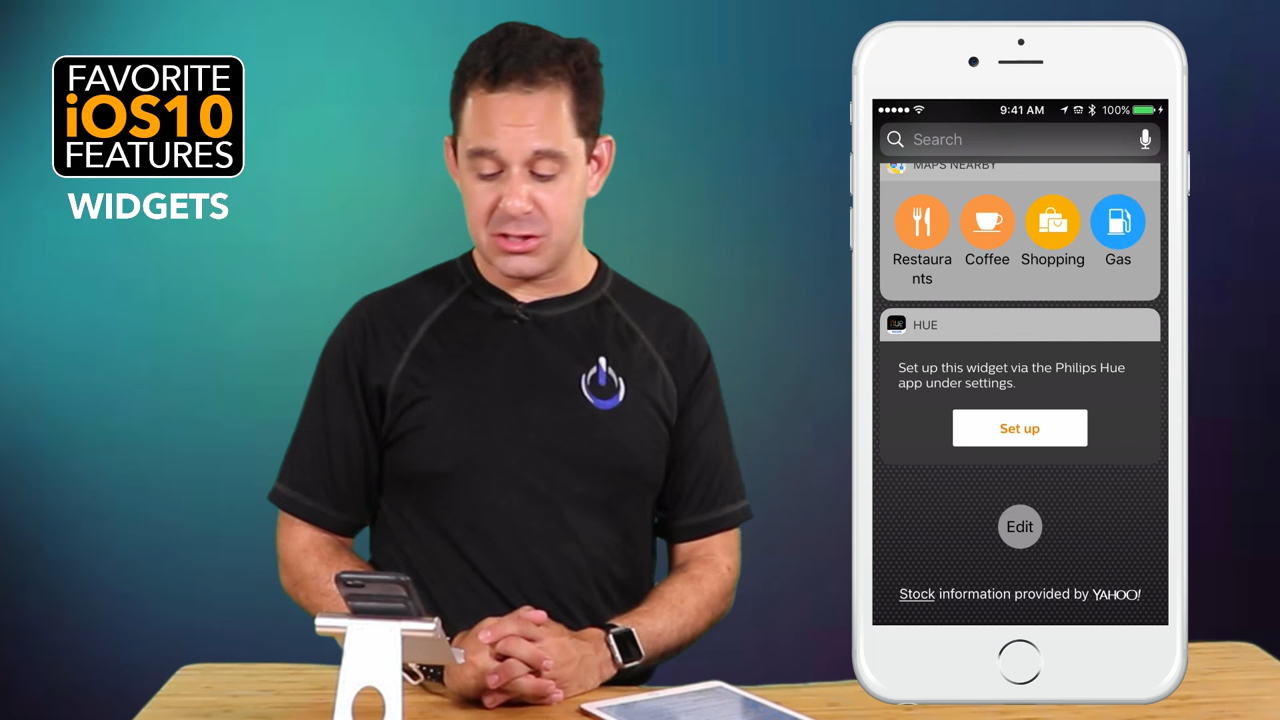 FAVORITE
iOS10
FEATURES
WIDGETS
9:41 AM
100%
Search
MAPS NEARBY
Restaura
nts
Coffee
Shopping
Gas
hue
HUE
Set up this widget via the Philips Hue
app under settings.
Set up
Edit
Stock information provided by YAHOO!